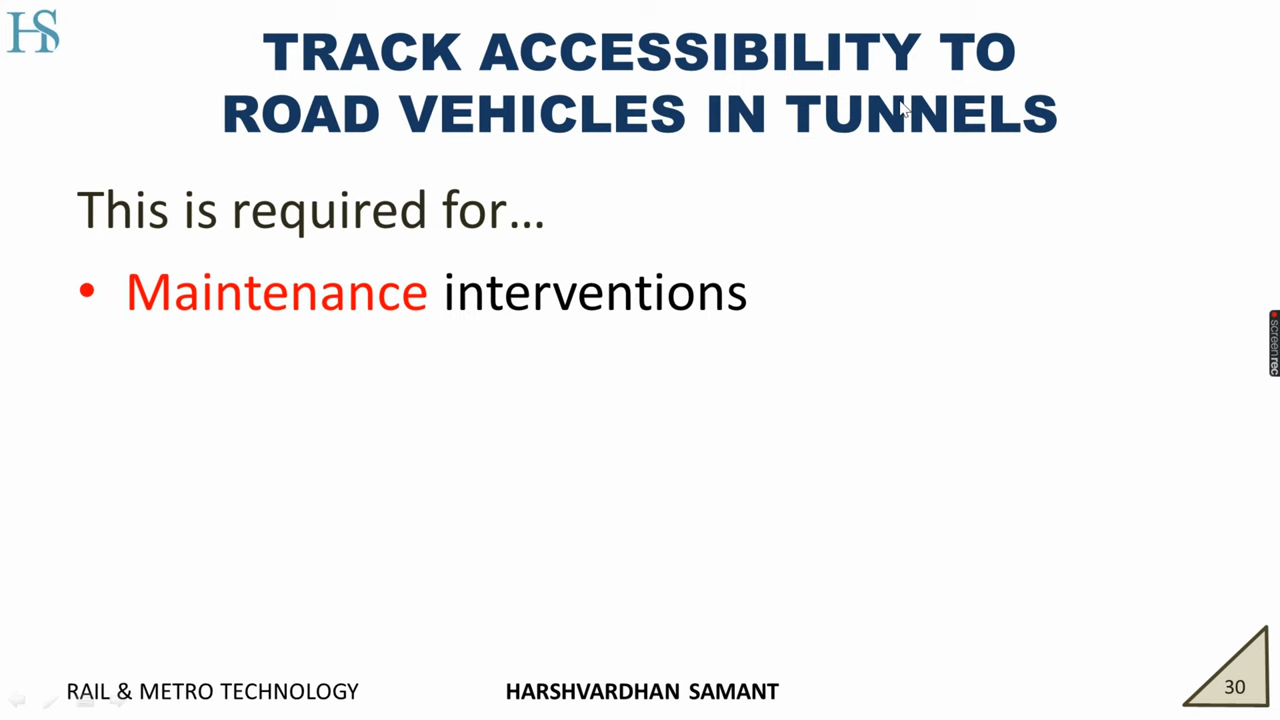 HS
TRACK ACCESSIBILITY TO
ROAD VEHICLES IN TUNNELS
This is required for…
• Maintenance interventions
screenrec
RAIL & METRO TECHNOLOGY
HARSHVARDHAN SAMANT
30